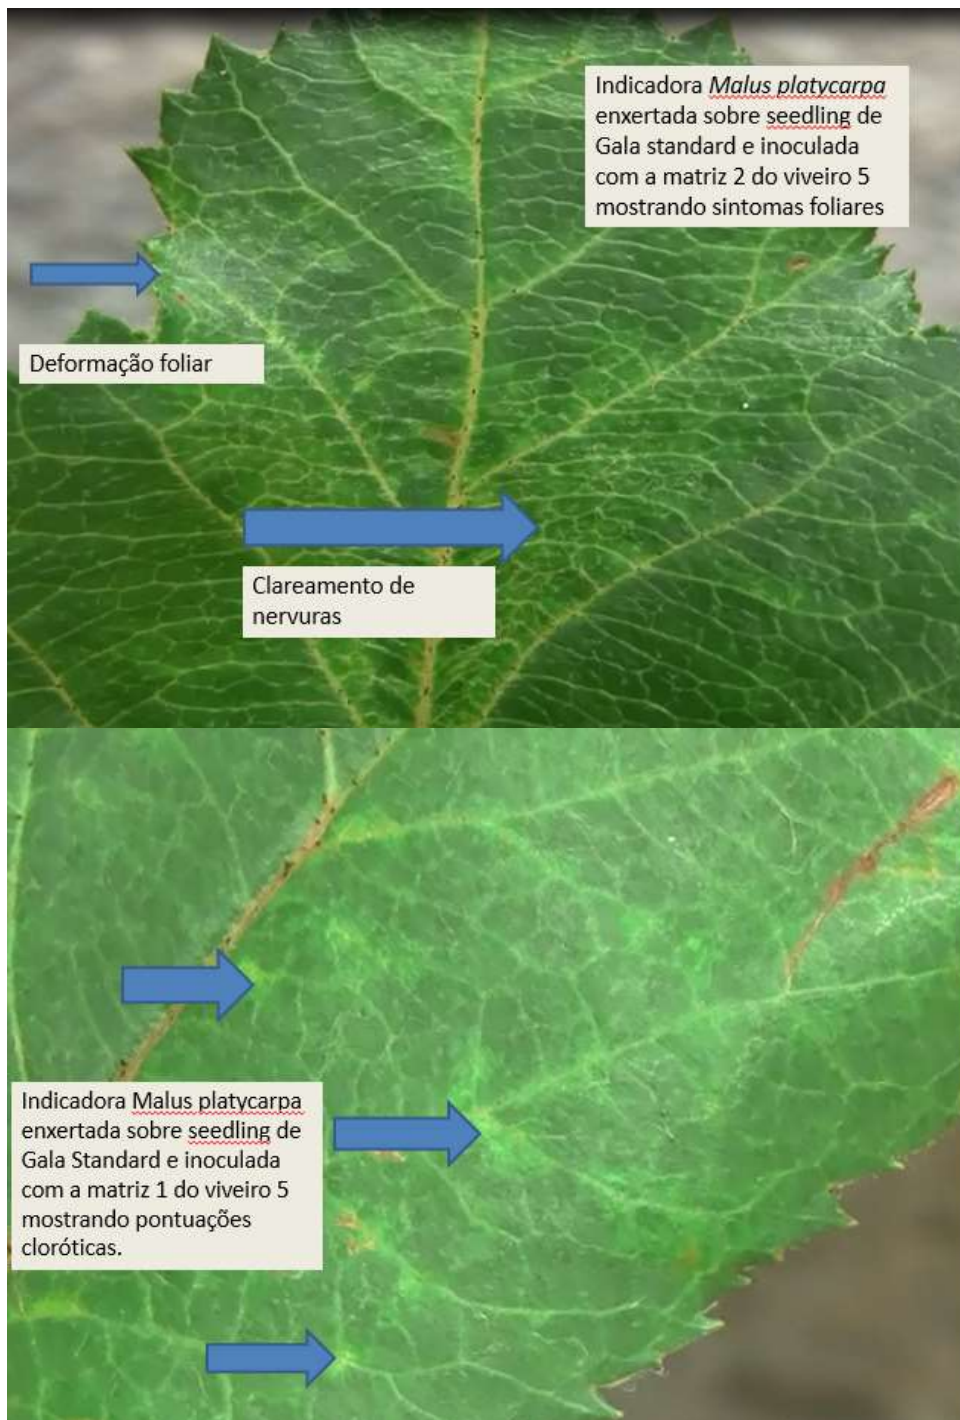 Indicadora Malus platycarpa
enxertada sobre seedling de
Gala standard e inoculada
com a matriz 2 do viveiro 5
mostrando sintomas foliares
Deformação foliar
Clareamento de
nervuras
Indicadora Malus platycarpa
enxertada sobre seedling de
Gala Standard e inoculada
com a matriz 1 do viveiro 5
mostrando pontuações
cloróticas.